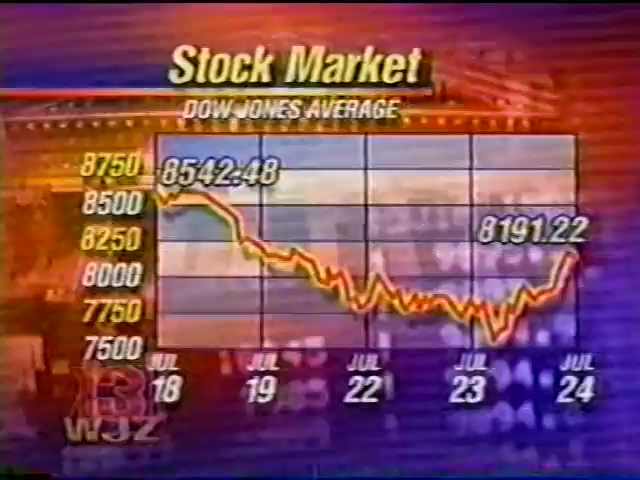 Stock Market
DOW JONES AVERAGE
8750
8542.48
8500
8191.22
8250
8000
7750
7500
JUL 18
JUL 19
JUL 22
JUL 23
JUL 24
13
WJZ